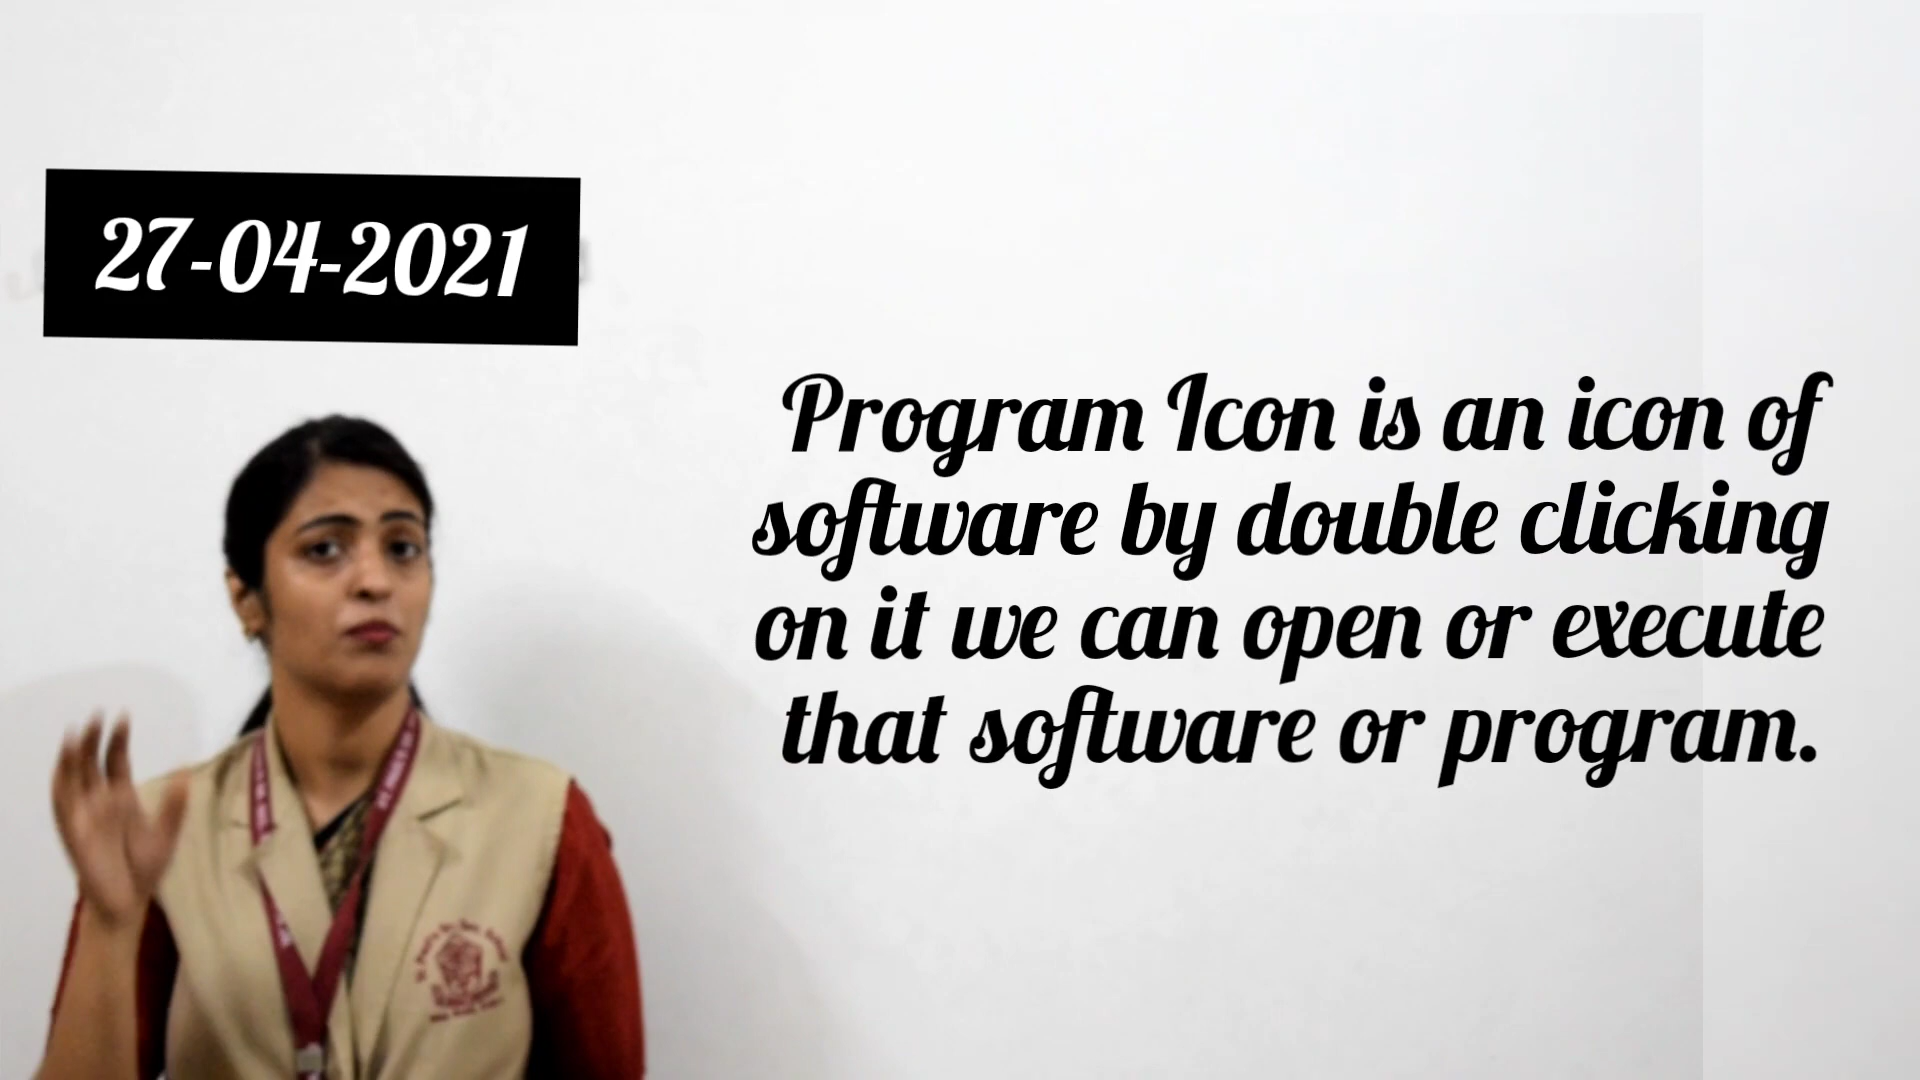 27-04-2021
Program Icon is an icon of
software by double clicking
on it we can open or execute
that software or program.